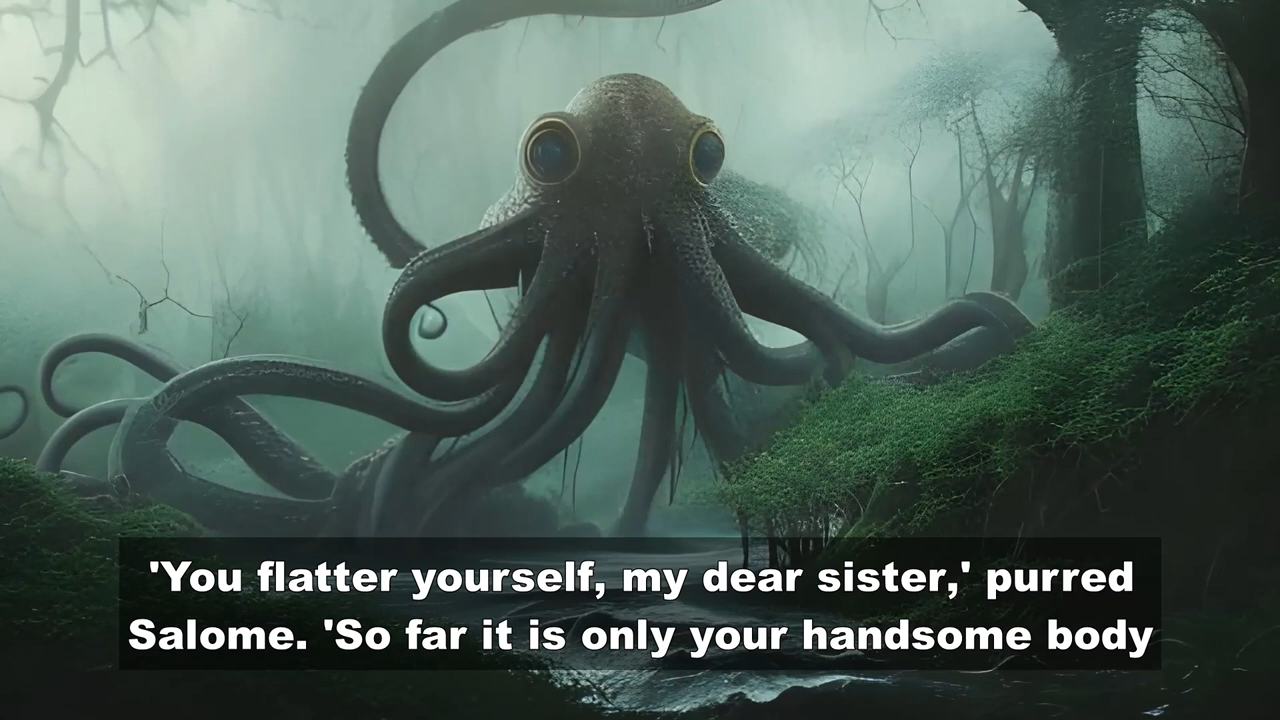 'You flatter yourself, my dear sister,' purred
Salome. 'So far it is only your handsome body